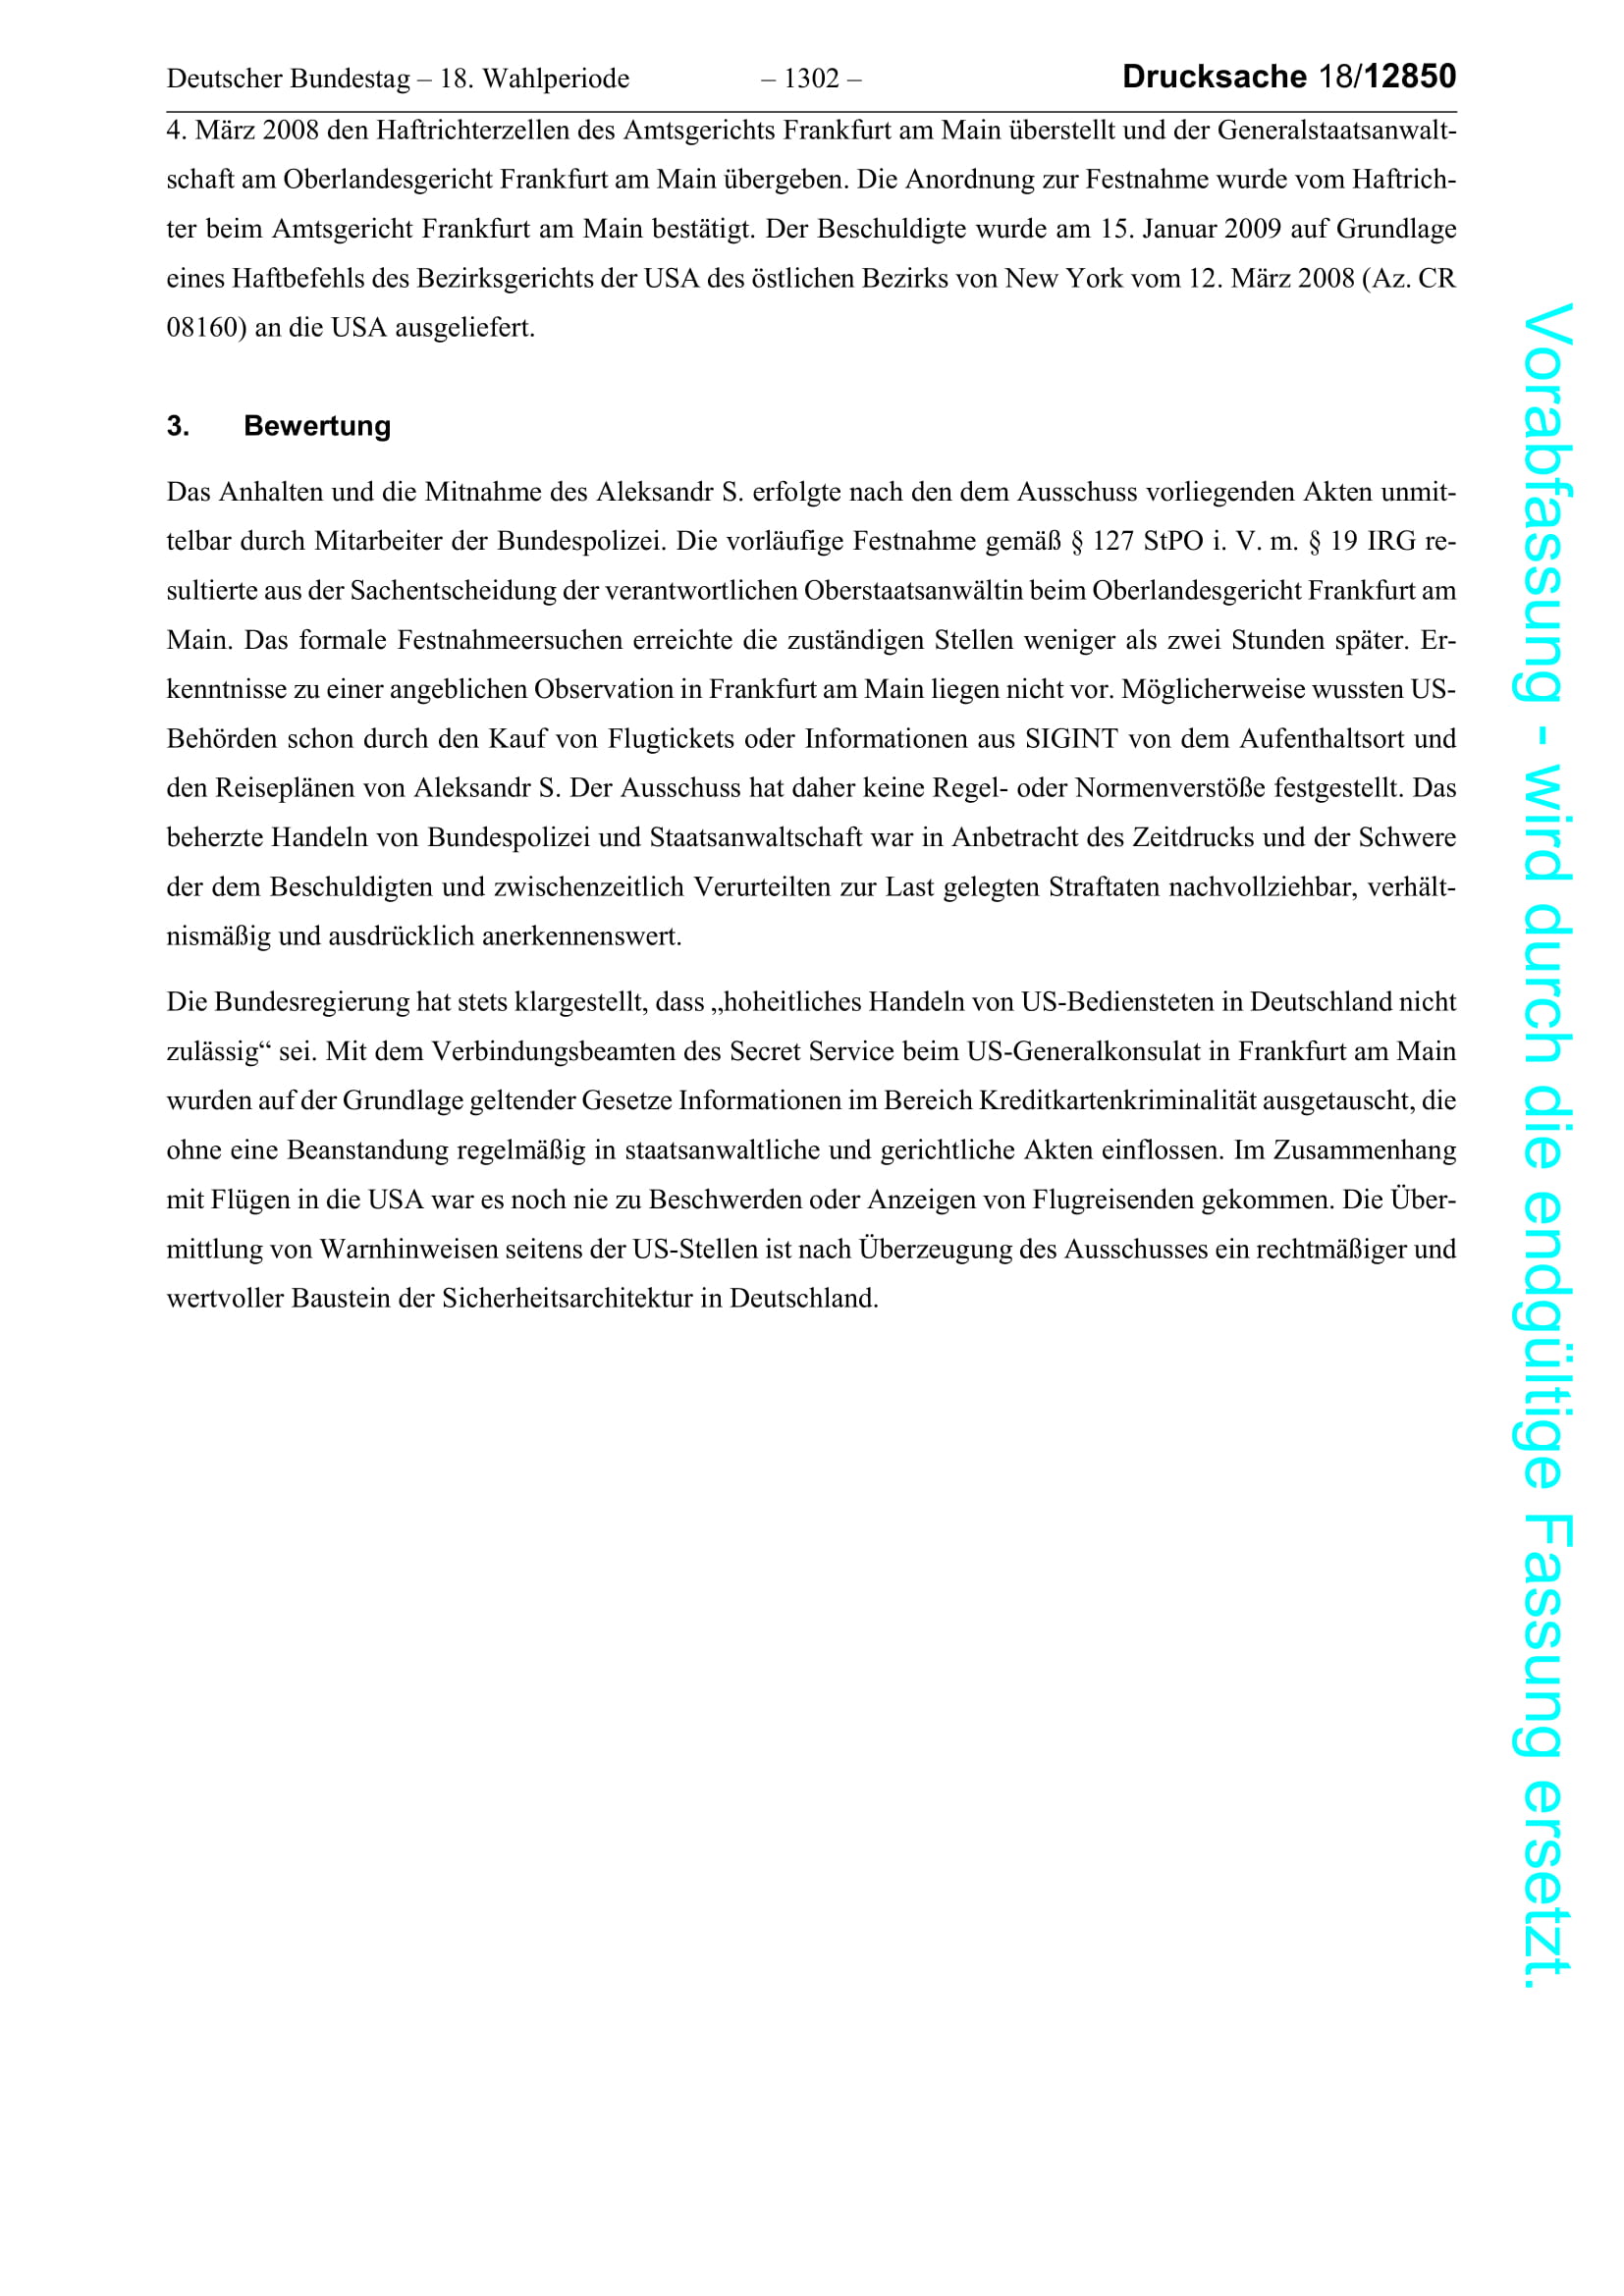 Deutscher Bundestag – 18. Wahlperiode – 1302 – Drucksache 18/12850
4. März 2008 den Haftrichterzellen des Amtsgerichts Frankfurt am Main überstellt und der Generalstaatsanwalt-
schaft am Oberlandesgericht Frankfurt am Main übergeben. Die Anordnung zur Festnahme wurde vom Haftrich-
ter beim Amtsgericht Frankfurt am Main bestätigt. Der Beschuldigte wurde am 15. Januar 2009 auf Grundlage
eines Haftbefehls des Bezirksgerichts der USA des östlichen Bezirks von New York vom 12. März 2008 (Az. CR
08160) an die USA ausgeliefert.
3. Bewertung
Das Anhalten und die Mitnahme des Aleksandr S. erfolgte nach den dem Ausschuss vorliegenden Akten unmit-
telbar durch Mitarbeiter der Bundespolizei. Die vorläufige Festnahme gemäß § 127 StPO i. V. m. § 19 IRG re-
sultierte aus der Sachentscheidung der verantwortlichen Oberstaatsanwältin beim Oberlandesgericht Frankfurt am
Main. Das formale Festnahmeersuchen erreichte die zuständigen Stellen weniger als zwei Stunden später. Er-
kenntnisse zu einer angeblichen Observation in Frankfurt am Main liegen nicht vor. Möglicherweise wussten US-
Behörden schon durch den Kauf von Flugtickets oder Informationen aus SIGINT von dem Aufenthaltsort und
den Reiseplänen von Aleksandr S. Der Ausschuss hat daher keine Regel- oder Normenverstöße festgestellt. Das
beherzte Handeln von Bundespolizei und Staatsanwaltschaft war in Anbetracht des Zeitdrucks und der Schwere
der dem Beschuldigten und zwischenzeitlich Verurteilten zur Last gelegten Straftaten nachvollziehbar, verhält-
nismäßig und ausdrücklich anerkennenswert.
Die Bundesregierung hat stets klargestellt, dass „hoheitliches Handeln von US-Bediensteten in Deutschland nicht
zulässig“ sei. Mit dem Verbindungsbeamten des Secret Service beim US-Generalkonsulat in Frankfurt am Main
wurden auf der Grundlage geltender Gesetze Informationen im Bereich Kreditkartenkriminalität ausgetauscht, die
ohne eine Beanstandung regelmäßig in staatsanwaltliche und gerichtliche Akten einflossen. Im Zusammenhang
mit Flügen in die USA war es noch nie zu Beschwerden oder Anzeigen von Flugreisenden gekommen. Die Über-
mittlung von Warnhinweisen seitens der US-Stellen ist nach Überzeugung des Ausschusses ein rechtmäßiger und
wertvoller Baustein der Sicherheitsarchitektur in Deutschland.
Vorabfassung - wird durch die endgültige Fassung ersetzt.